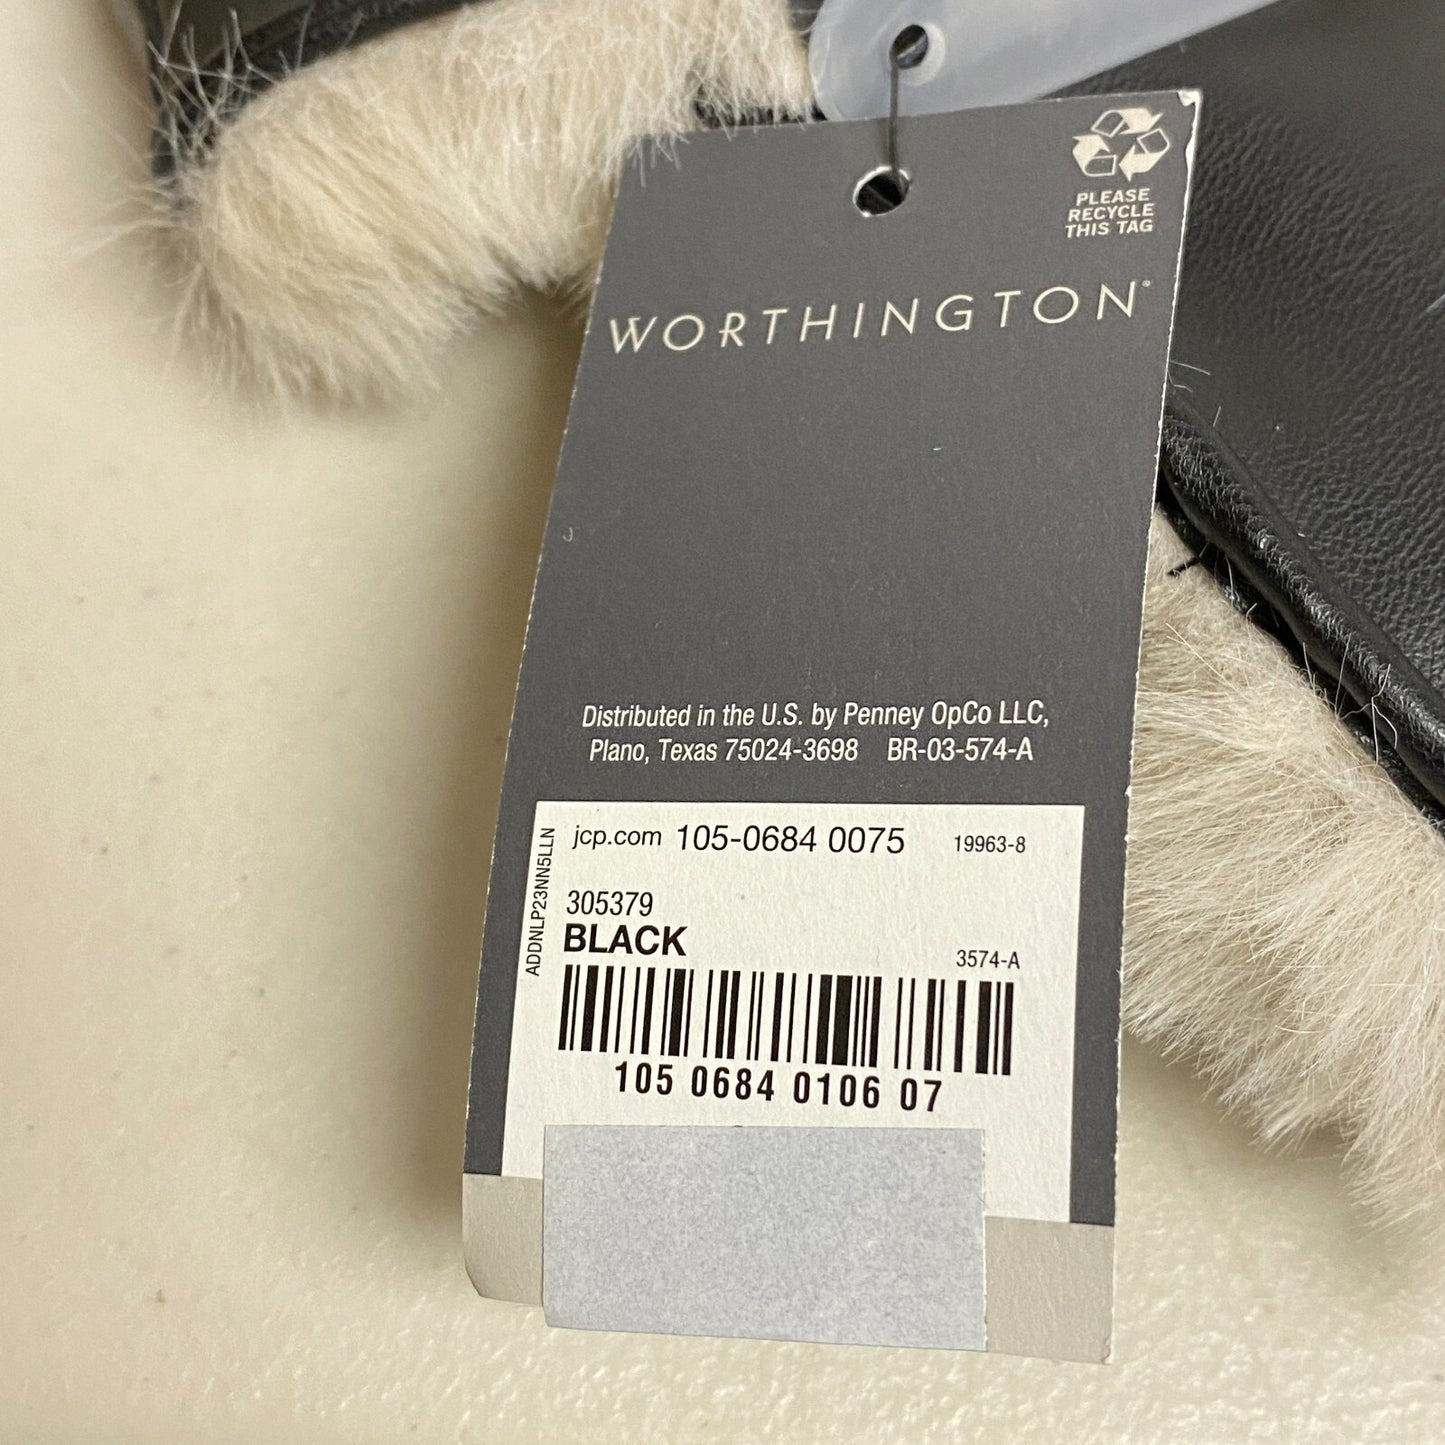 PLEASE
RECYCLE
THIS TAG
WORTHINGTON
Distributed in the U.S. by Penney OpCo LLC,
Plano, Texas 75024-3698 BR-03-574-A
jcp.com 105-0684 0075 19963-8
ADDNLP23NN5LLN
305379
BLACK
3574-A
105 0684 0106 07